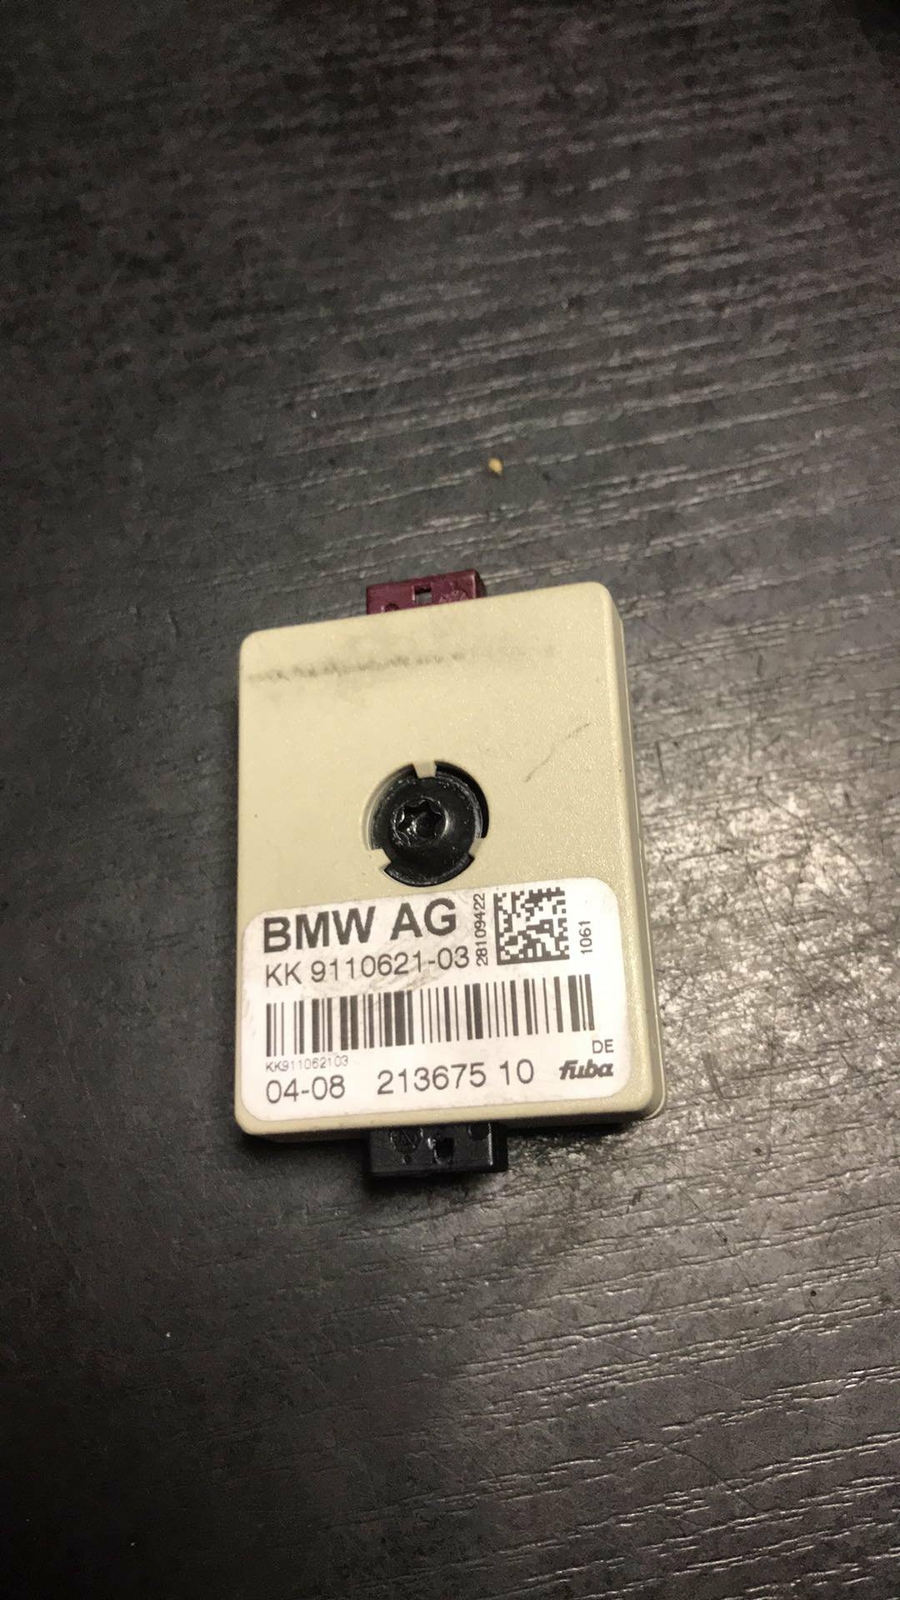 BMW AG
KK 9110621-03
28109422
1061
KK911062103
DE
04-08 213675 10 fuba